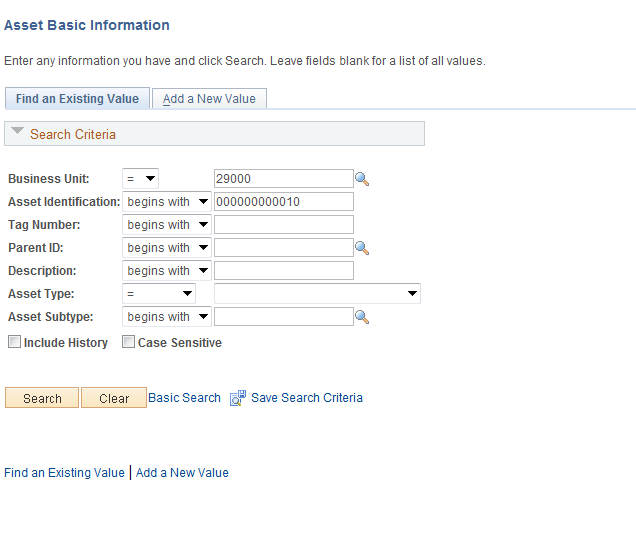 Asset Basic Information
Enter any information you have and click Search. Leave fields blank for a list of all values.
Find an Existing Value Add a New Value
Search Criteria
Business Unit: = 29000
Asset Identification: begins with 000000000010
Tag Number: begins with
Parent ID: begins with
Description: begins with
Asset Type: =
Asset Subtype: begins with
Include History Case Sensitive
Search Clear Basic Search Save Search Criteria
Find an Existing Value | Add a New Value